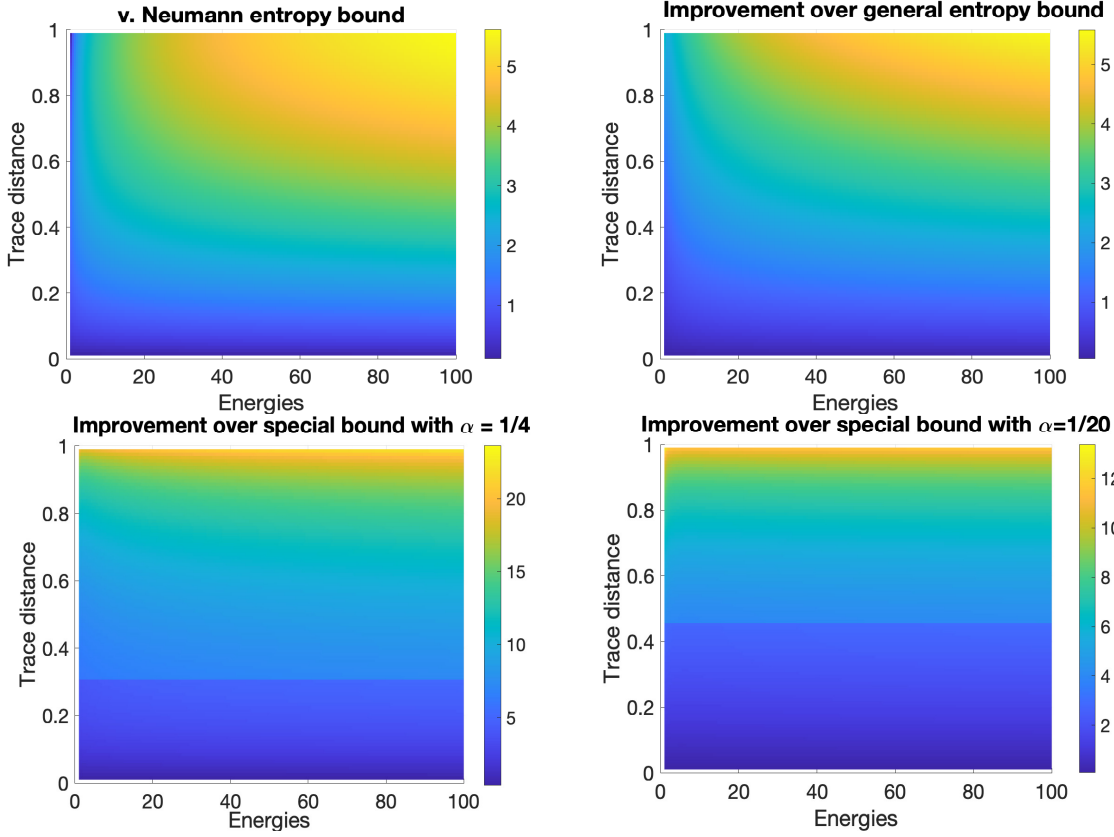 v. Neumann entropy bound
1
0.8
0.6
0.4
0.2
0
0 20 40 60 80 100
Trace distance
Energies
5
4
3
2
1
Improvement over general entropy bound
1
0.8
0.6
0.4
0.2
0
0 20 40 60 80 100
Trace distance
Energies
5
4
3
2
1
Improvement over special bound with α = 1/4
1
0.8
0.6
0.4
0.2
0
0 20 40 60 80 100
Trace distance
Energies
20
15
10
5
Improvement over special bound with α=1/20
1
0.8
0.6
0.4
0.2
0
0 20 40 60 80 100
Trace distance
Energies
12
10
8
6
4
2